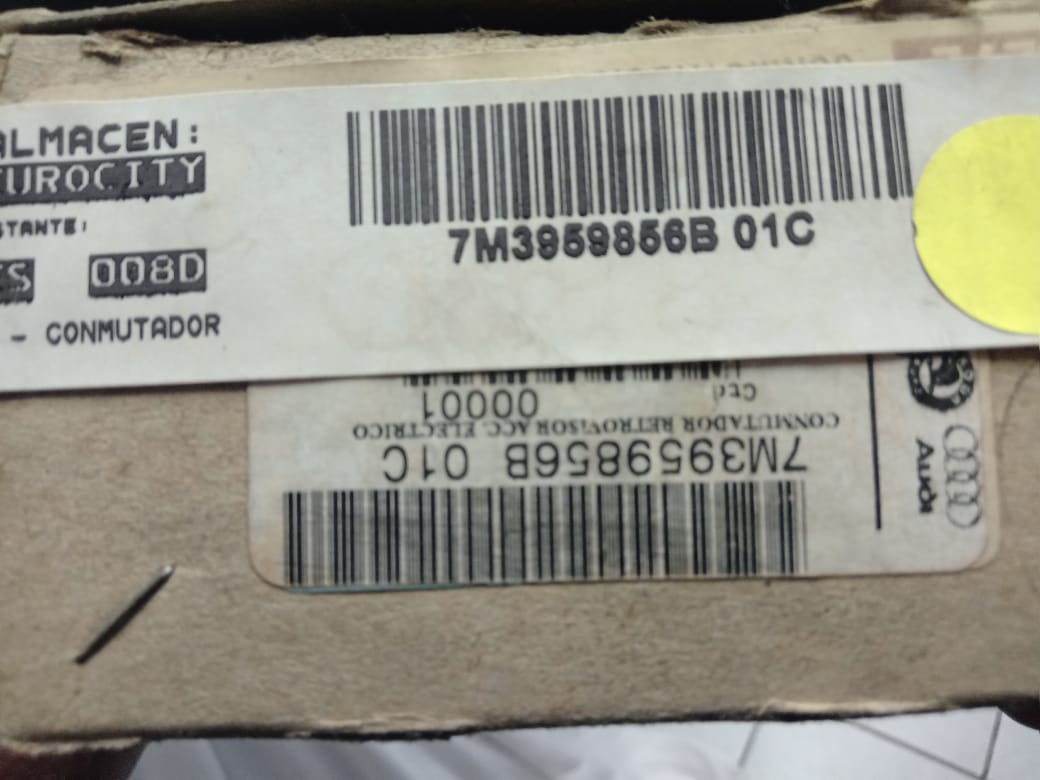 ALMACEN:
EUROCITY
STANTE:
008D
- CONMUTADOR
7M3959856B 01C
Ctd
00001
CONMUTADOR RETROVISOR ACC. ELECTRICO
7M3959856B 01C
Audi